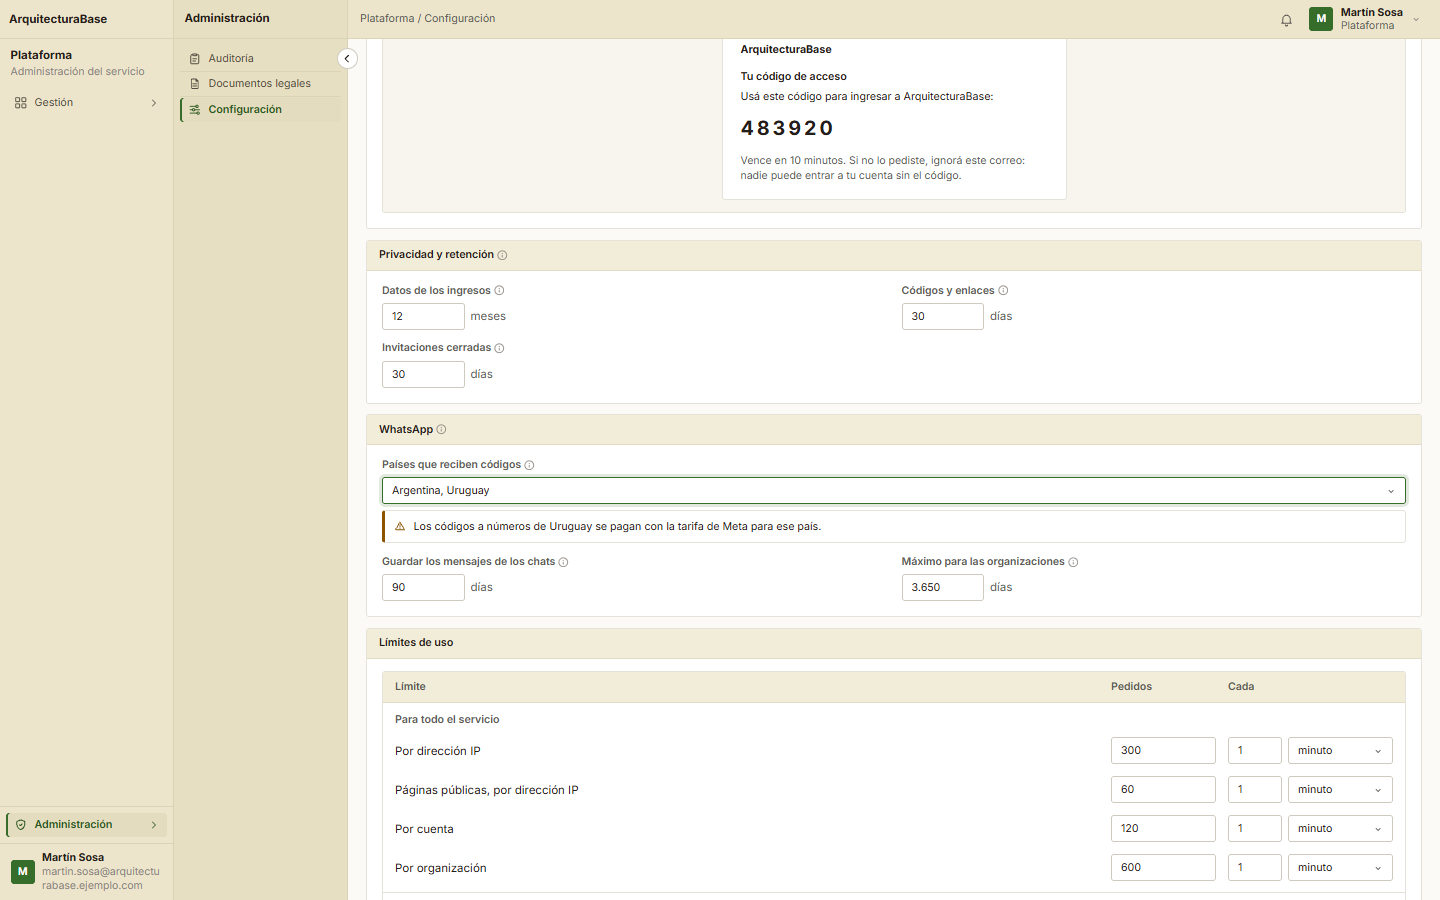 ArquitecturaBase
Plataforma
Administración del servicio
Gestión
Administración
Martín Sosa
martin.sosa@arquitectu
rabase.ejemplo.com
M
Administración
Auditoría
Documentos legales
Configuración
Plataforma / Configuración
M
Martín Sosa
Plataforma
ArquitecturaBase
Tu código de acceso
Usá este código para ingresar a ArquitecturaBase:
483920
Vence en 10 minutos. Si no lo pediste, ignorá este correo:
nadie puede entrar a tu cuenta sin el código.
Privacidad y retención
Datos de los ingresos
12 meses
Códigos y enlaces
30 días
Invitaciones cerradas
30 días
WhatsApp
Países que reciben códigos
Argentina, Uruguay
Los códigos a números de Uruguay se pagan con la tarifa de Meta para ese país.
Guardar los mensajes de los chats
90 días
Máximo para las organizaciones
3.650 días
Límites de uso
Límite Pedidos Cada
Para todo el servicio
Por dirección IP 300 1 minuto
Páginas públicas, por dirección IP 60 1 minuto
Por cuenta 120 1 minuto
Por organización 600 1 minuto